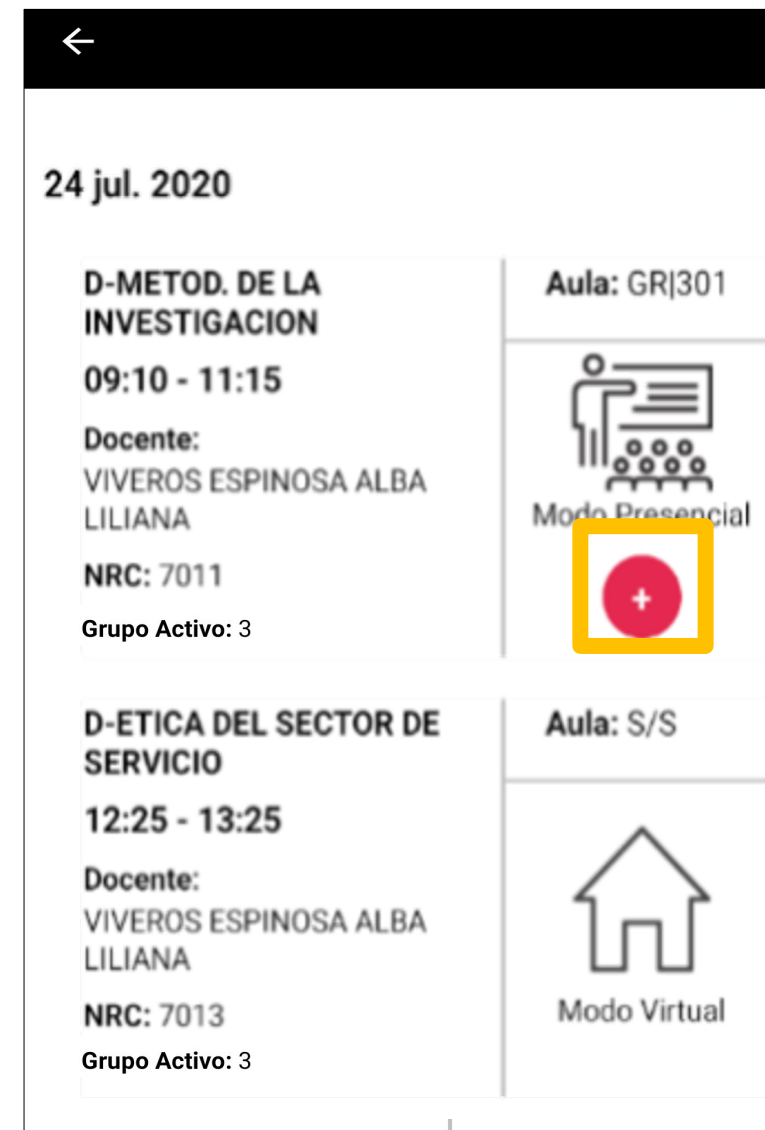 24 jul. 2020
D-METOD. DE LA
INVESTIGACION
09:10 - 11:15
Docente:
VIVEROS ESPINOSA ALBA
LILIANA
NRC: 7011
Grupo Activo: 3
Aula: GR|301
Modo Presencial
+
D-ETICA DEL SECTOR DE
SERVICIO
12:25 - 13:25
Docente:
VIVEROS ESPINOSA ALBA
LILIANA
NRC: 7013
Grupo Activo: 3
Aula: S/S
Modo Virtual